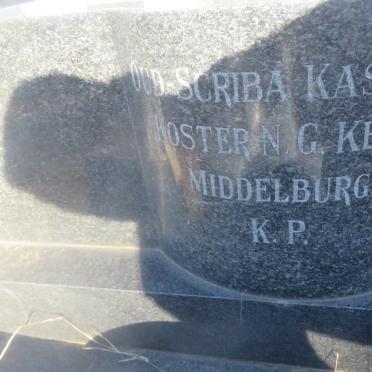 OUD-SCRIBA KAS
KOSTER N. G. KE
MIDDELBURG
K. P.